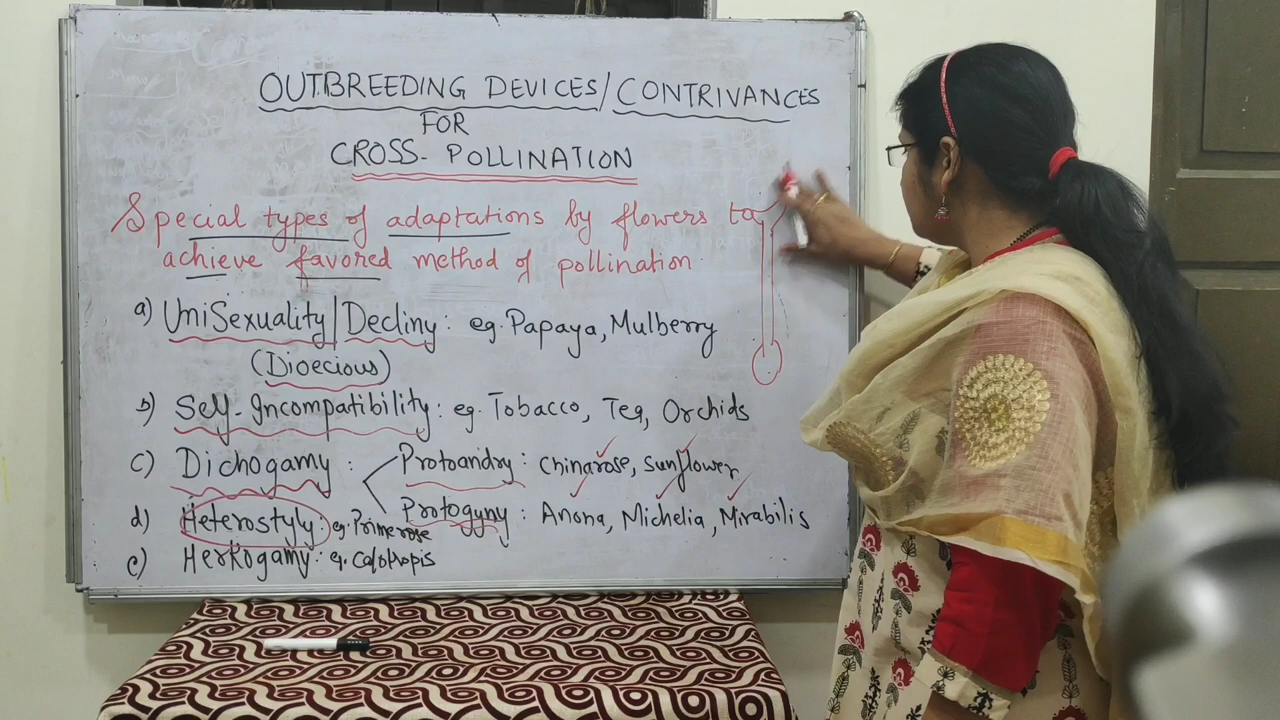 OUTBREEDING DEVICES/CONTRIVANCES
FOR
CROSS-POLLINATION
Special types of adaptations by flowers to
achieve favored method of pollination
a) UniSexuality/Decliny: eg. Papaya, Mulberry
(Dioecious)
b) Self-Incompatibility: eg. Tobacco, Tea, Orchids
c) Dichogamy: Protoandry: Chinarose, sunflower
Protogyny: Anona, Michelia, Mirabilis
d) Heterostyly: eg. Primerose
e) Herkogamy: eg. Calotropis